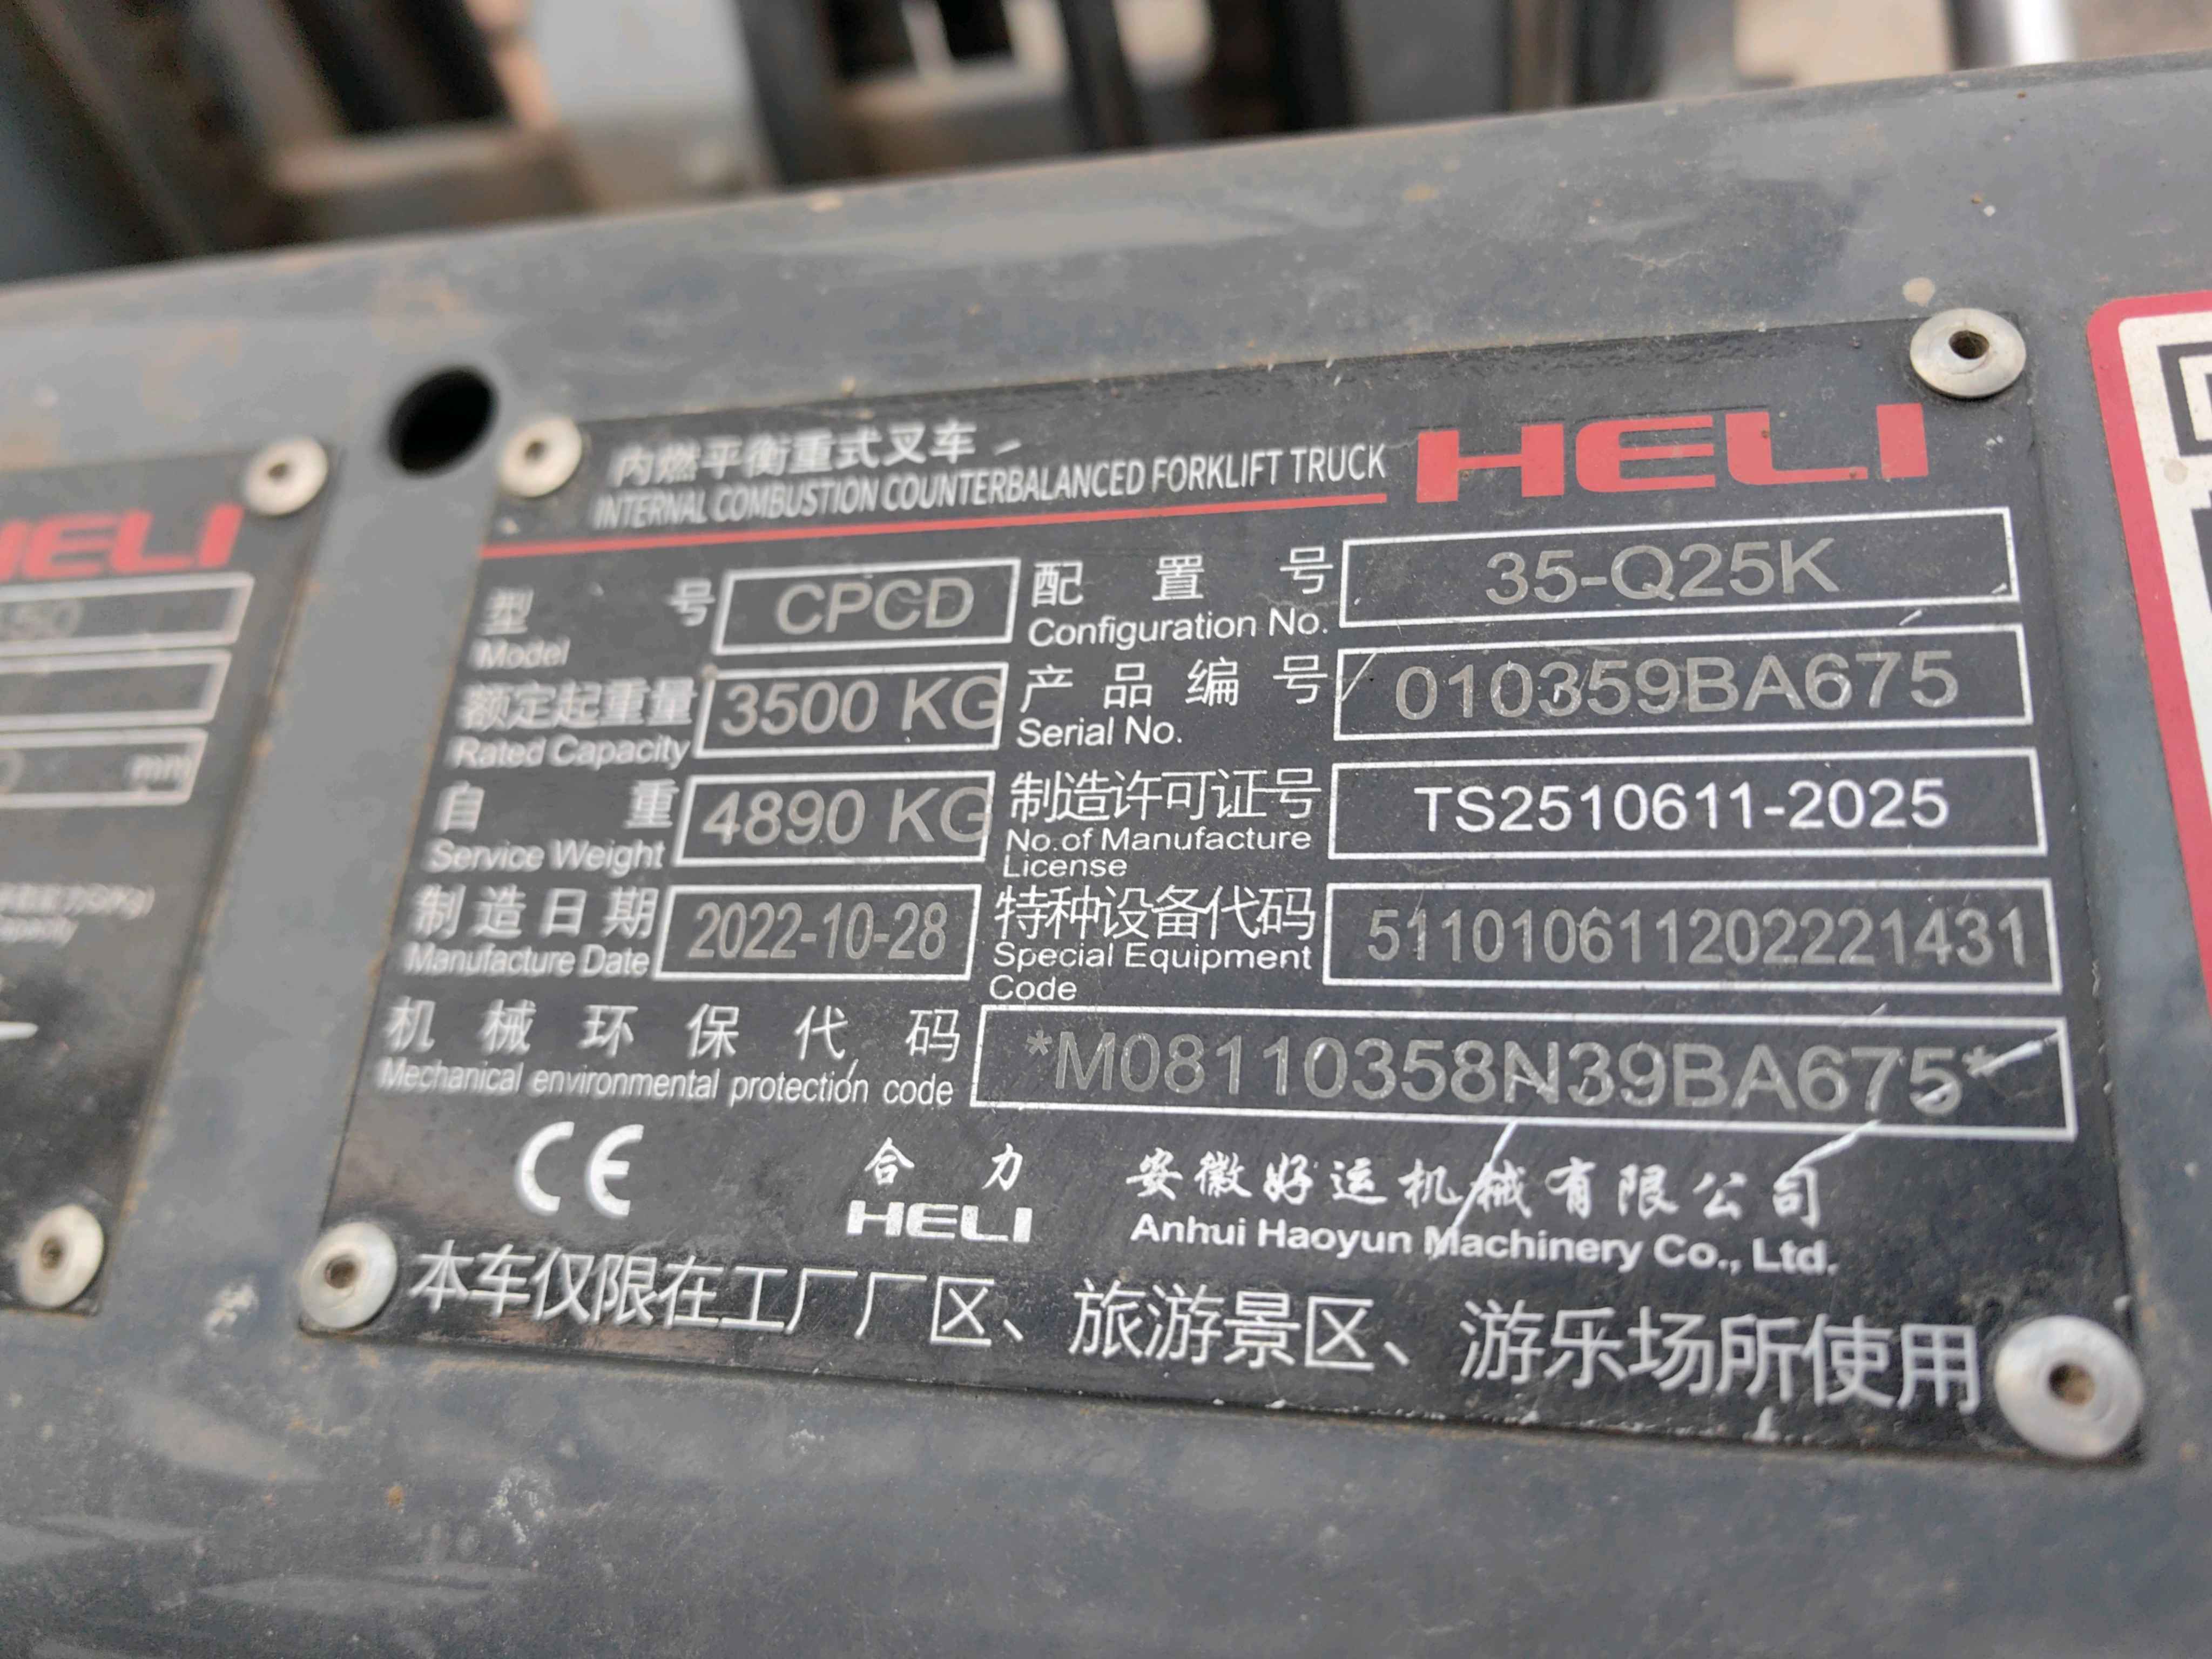 HELI
mm
内燃平衡重式叉车
INTERNAL COMBUSTION COUNTERBALANCED FORKLIFT TRUCK
HELI
型号 CPCD 配置号 35-Q25K
Model Configuration No.
额定起重量 3500 KG 产品编号 010359BA675
Rated Capacity Serial No.
自重 4890 KG 制造许可证号 TS2510611-2025
Service Weight No.of Manufacture
License
制造日期 2022-10-28 特种设备代码 511010611202221431
Manufacture Date Special Equipment
Code
机械环保代码 *M08110358N39BA675*
Mechanical environmental protection code
CE 合力 安徽好运机械有限公司
HELI Anhui Haoyun Machinery Co., Ltd.
本车仅限在工厂厂区、旅游景区、游乐场所使用